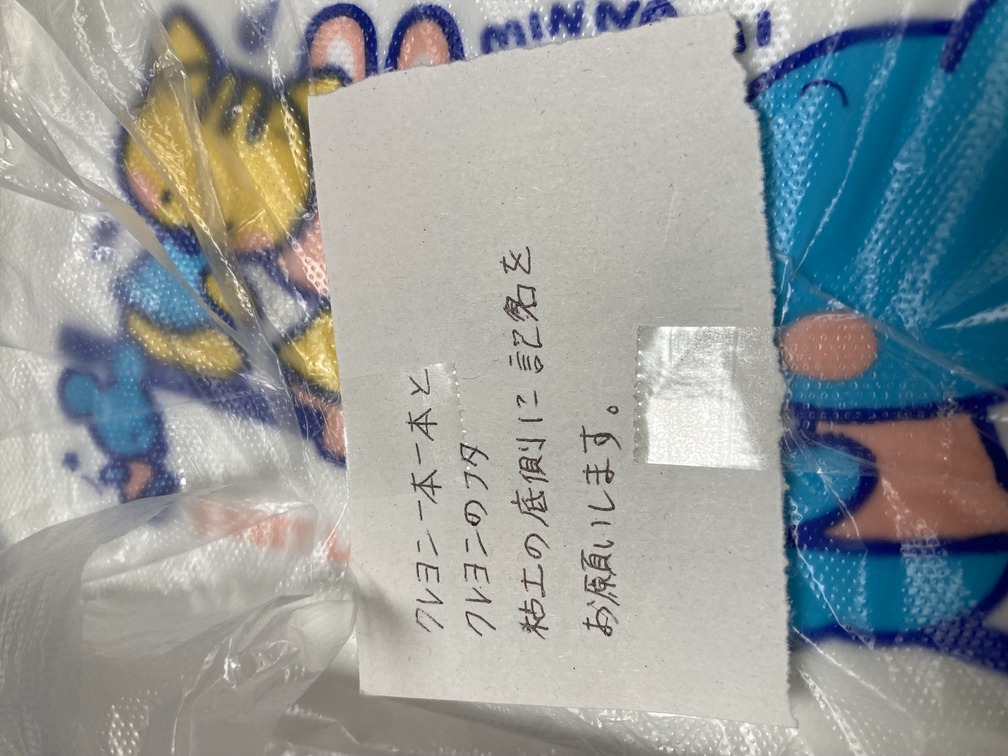 MINNA
クレヨン一本一本と
クレヨンのフタ
粘土の底側に記名を
お願いします。